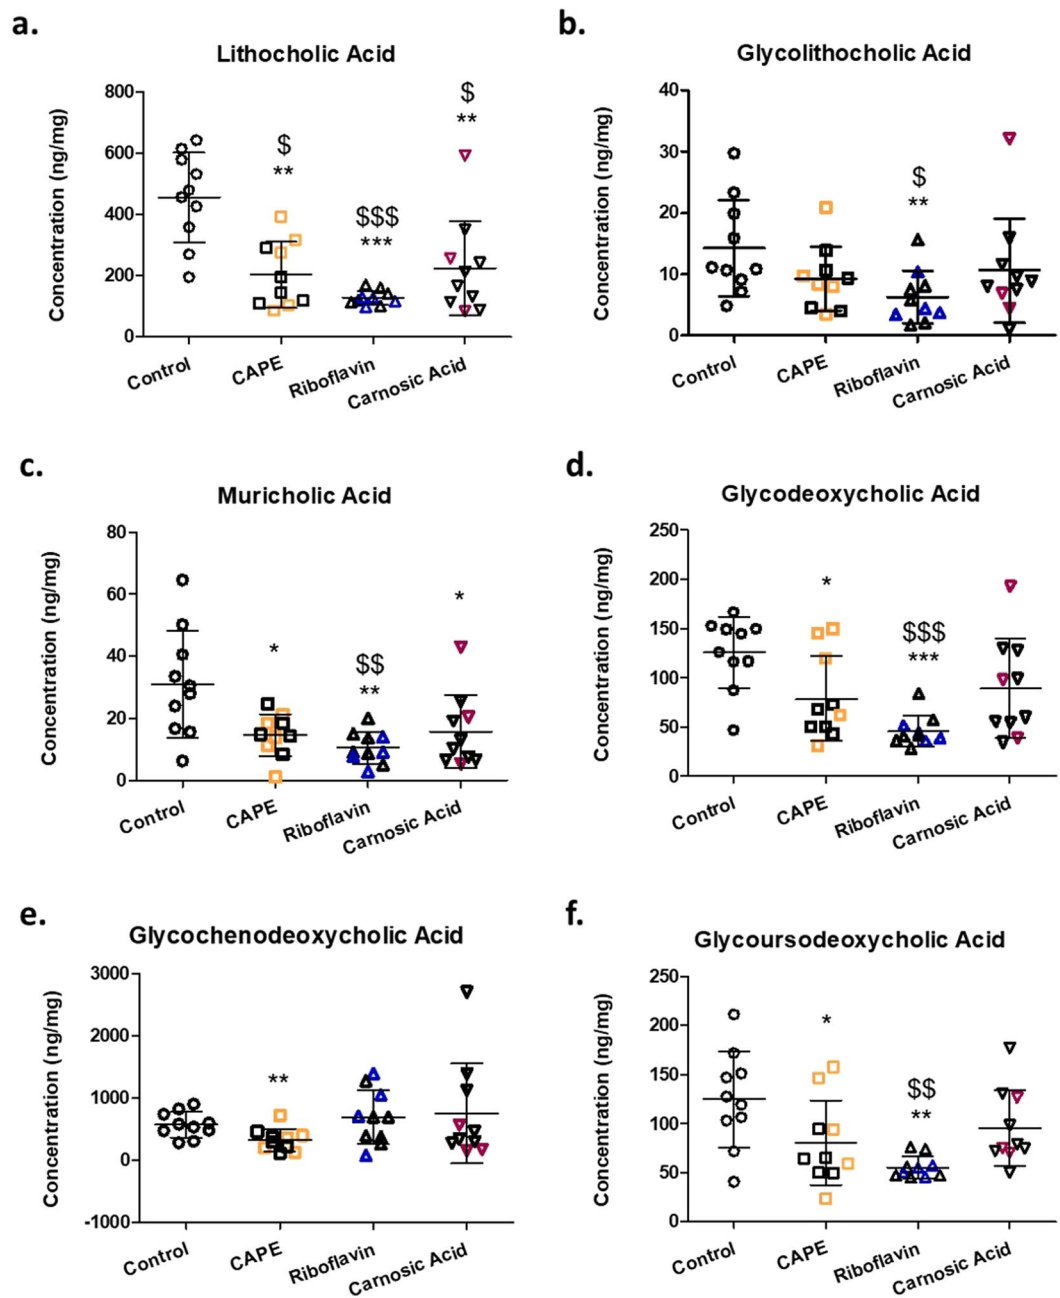 a.
Lithocholic Acid
Concentration (ng/mg)
800
600
400
200
0
$
**
$$$
***
$
**
Control
CAPE
Riboflavin
Carnosic Acid
b.
Glycolithocholic Acid
Concentration (ng/mg)
40
30
20
10
0
$
**
Control
CAPE
Riboflavin
Carnosic Acid
c.
Muricholic Acid
Concentration (ng/mg)
80
60
40
20
0
*
$$
**
*
Control
CAPE
Riboflavin
Carnosic Acid
d.
Glycodeoxycholic Acid
Concentration (ng/mg)
250
200
150
100
50
0
*
$$$
***
Control
CAPE
Riboflavin
Carnosic Acid
e.
Glycochenodeoxycholic Acid
Concentration (ng/mg)
3000
2000
1000
0
-1000
**
Control
CAPE
Riboflavin
Carnosic Acid
f.
Glycoursodeoxycholic Acid
Concentration (ng/mg)
250
200
150
100
50
0
*
$$
**
Control
CAPE
Riboflavin
Carnosic Acid